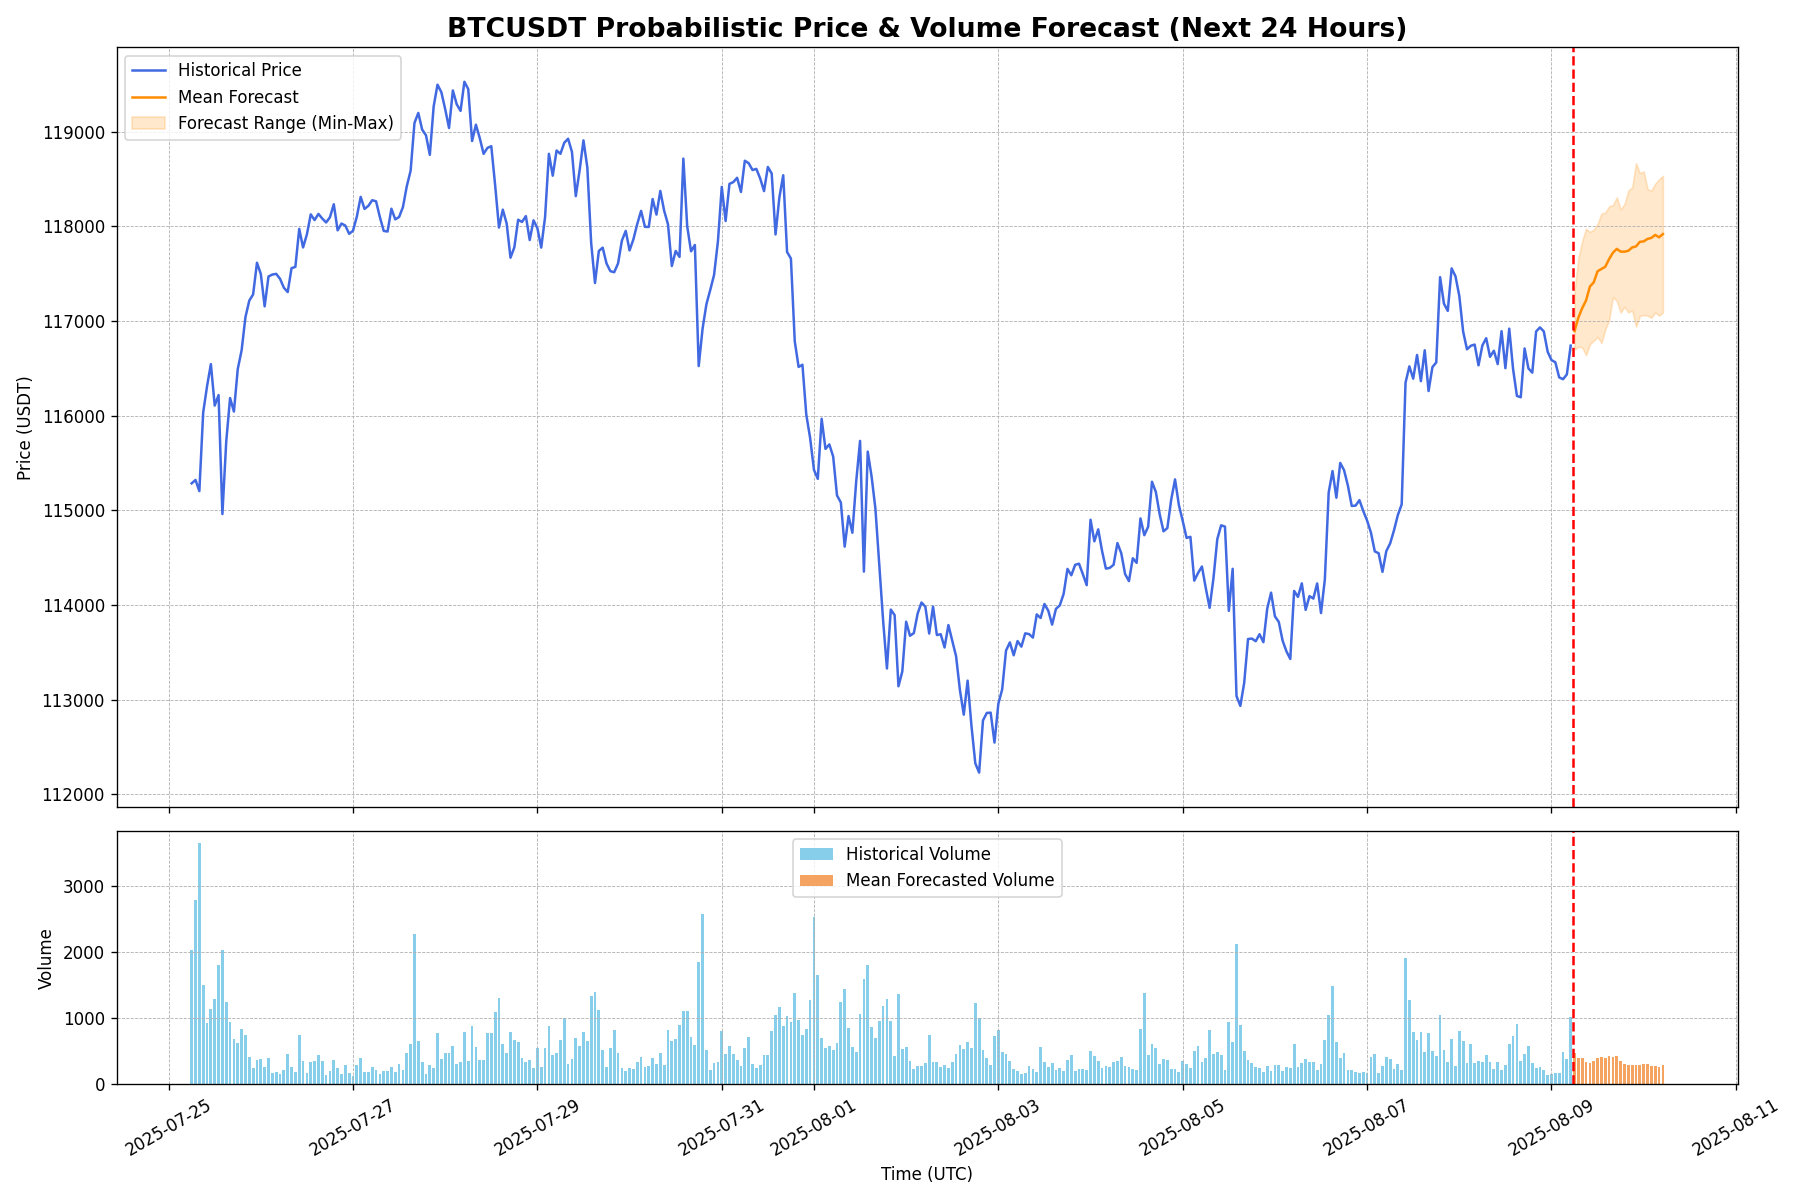 BTCUSDT Probabilistic Price & Volume Forecast (Next 24 Hours)
Historical Price
Mean Forecast
Forecast Range (Min-Max)
Price (USDT)
119000
118000
117000
116000
115000
114000
113000
112000
Historical Volume
Mean Forecasted Volume
Volume
3000
2000
1000
0
2025-07-25
2025-07-27
2025-07-29
2025-07-31
2025-08-01
2025-08-03
2025-08-05
2025-08-07
2025-08-09
2025-08-11
Time (UTC)